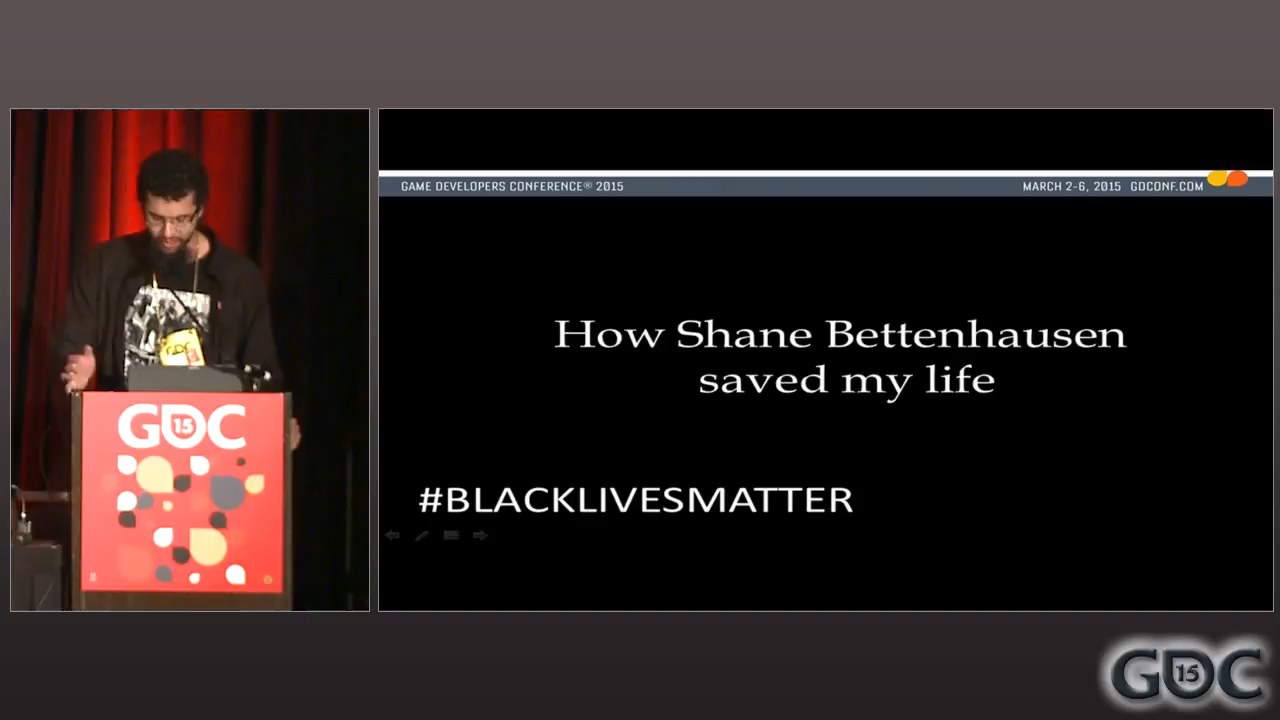 GAME DEVELOPERS CONFERENCE® 2015
MARCH 2-6, 2015 GDCONF.COM
How Shane Bettenhausen
saved my life
#BLACKLIVESMATTER
GDC
GDC
15
GDC
15